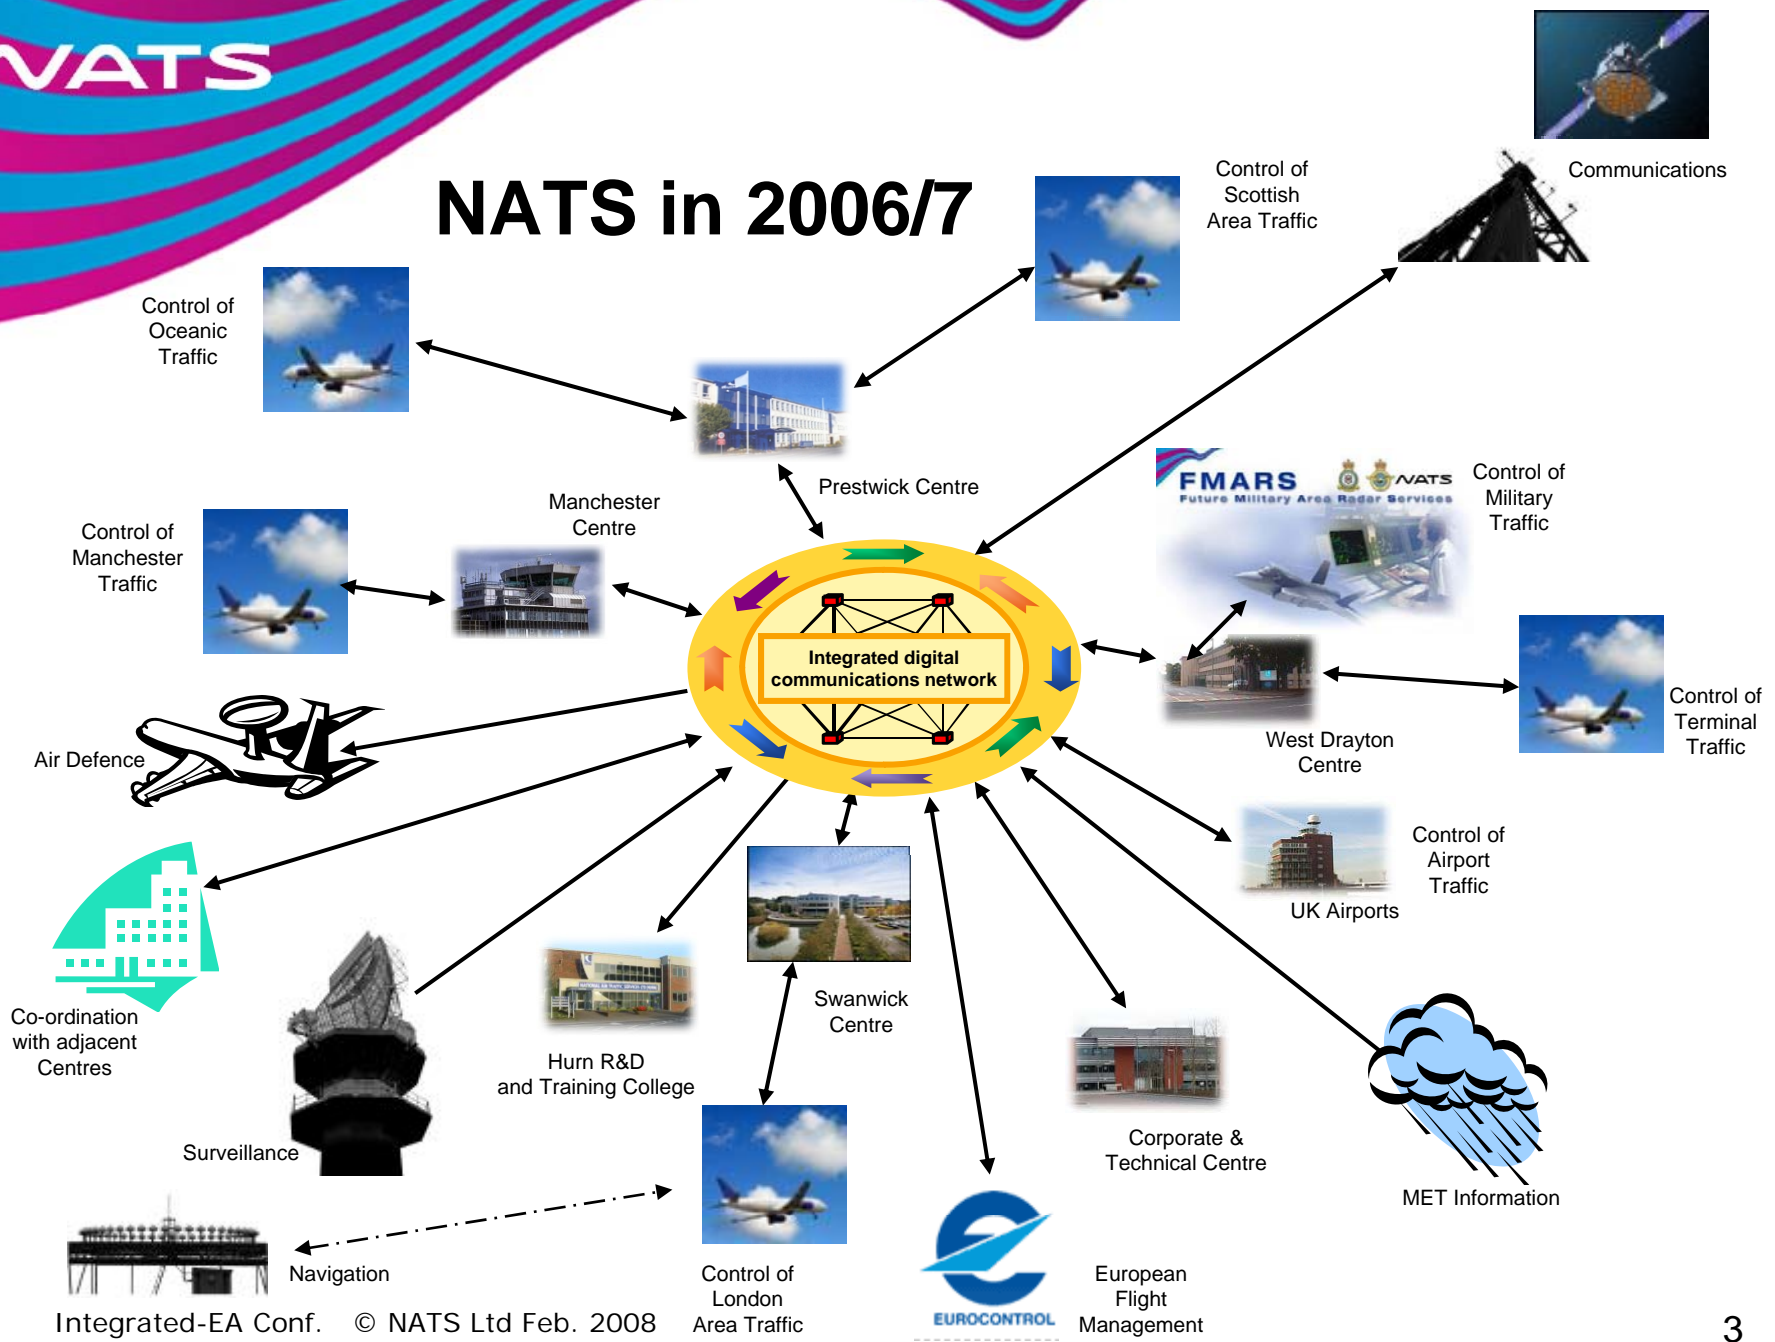 NATS
NATS in 2006/7
Control of
Scottish
Area Traffic
Communications
Control of
Oceanic
Traffic
Prestwick Centre
Manchester
Centre
Control of
Manchester
Traffic
FMARS
NATS
Future Military Area Radar Services
Control of
Military
Traffic
Integrated digital
communications network
Control of
Terminal
Traffic
West Drayton
Centre
Air Defence
Control of
Airport
Traffic
UK Airports
Co-ordination
with adjacent
Centres
Swanwick
Centre
Hurn R&D
and Training College
Surveillance
Corporate &
Technical Centre
MET Information
Navigation
Control of
London
Area Traffic
EUROCONTROL
European
Flight
Management
Integrated-EA Conf. © NATS Ltd Feb. 2008
3